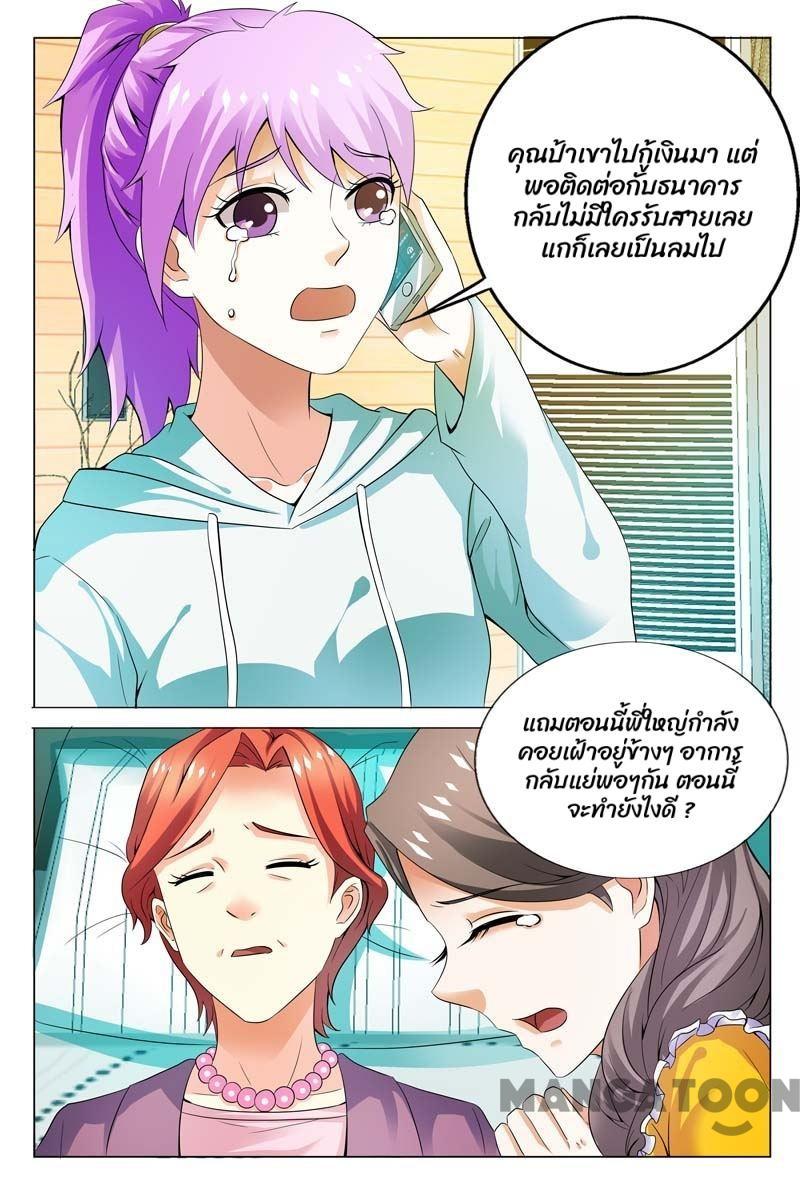 คุณป้าเขาไปกู้เงินมา แต่
พอติดต่อกับธนาคาร
กลับไม่มีใครรับสายเลย
แกก็เลยเป็นลมไป
แถมตอนนี้พี่ใหญ่กำลัง
คอยเฝ้าอยู่ข้างๆ อาการ
กลับแย่พอๆกัน ตอนนี้
จะทำยังไงดี ?
MANGATOON